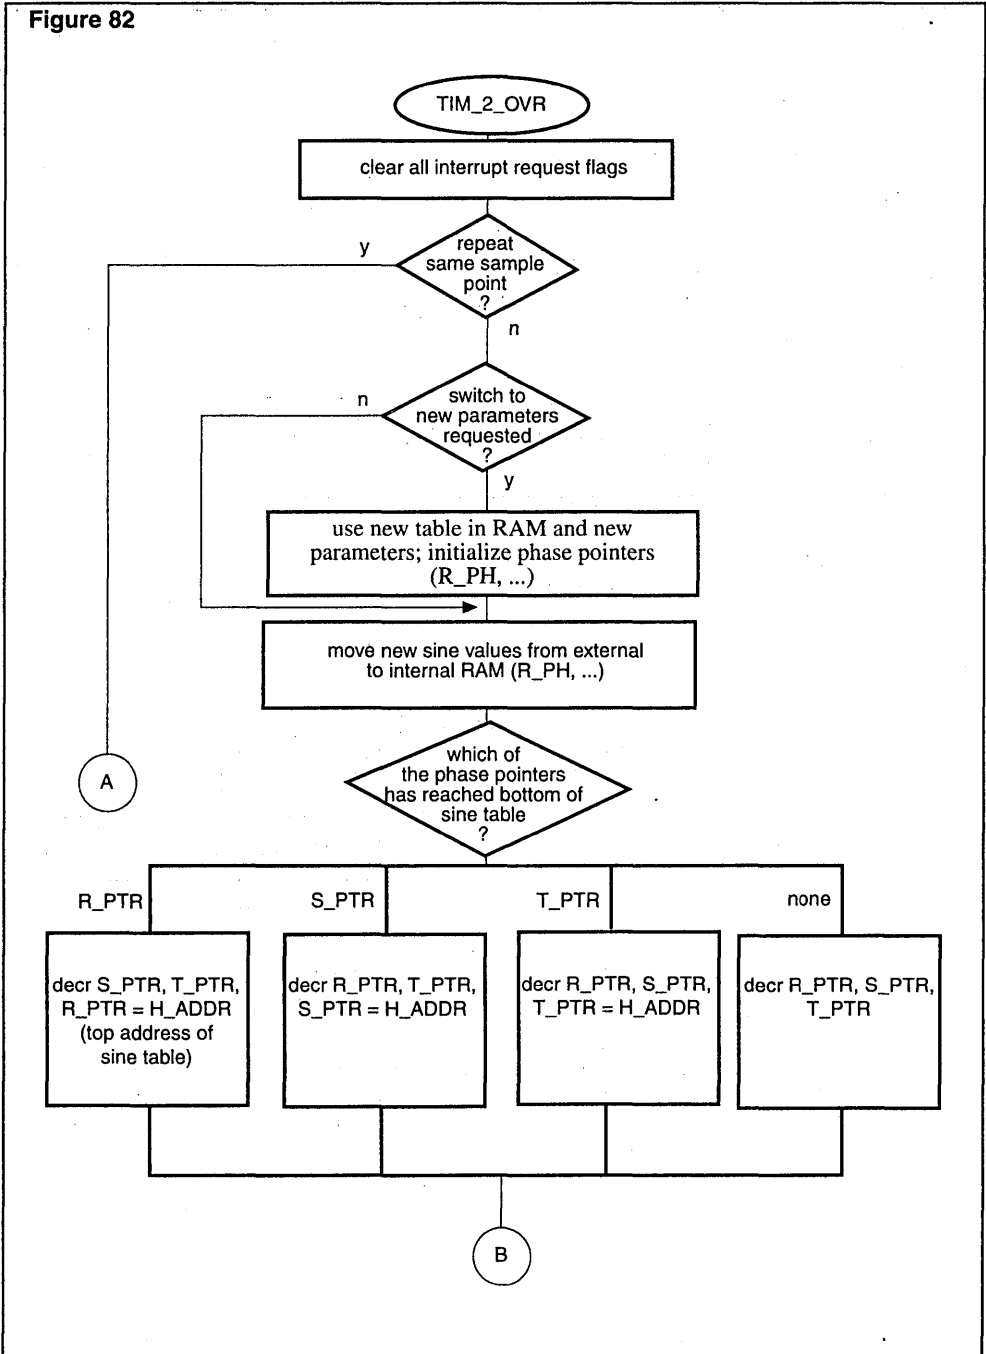 Figure 82
TIM_2_OVR
clear all interrupt request flags
y
repeat
same sample
point
?
n
n
switch to
new parameters
requested
?
y
use new table in RAM and new
parameters; initialize phase pointers
(R_PH, ...)
move new sine values from external
to internal RAM (R_PH, ...)
A
which of
the phase pointers
has reached bottom of
sine table
?
R_PTR
S_PTR
T_PTR
none
decr S_PTR, T_PTR,
R_PTR = H_ADDR
(top address of
sine table)
decr R_PTR, T_PTR,
S_PTR = H_ADDR
decr R_PTR, S_PTR,
T_PTR = H_ADDR
decr R_PTR, S_PTR,
T_PTR
B